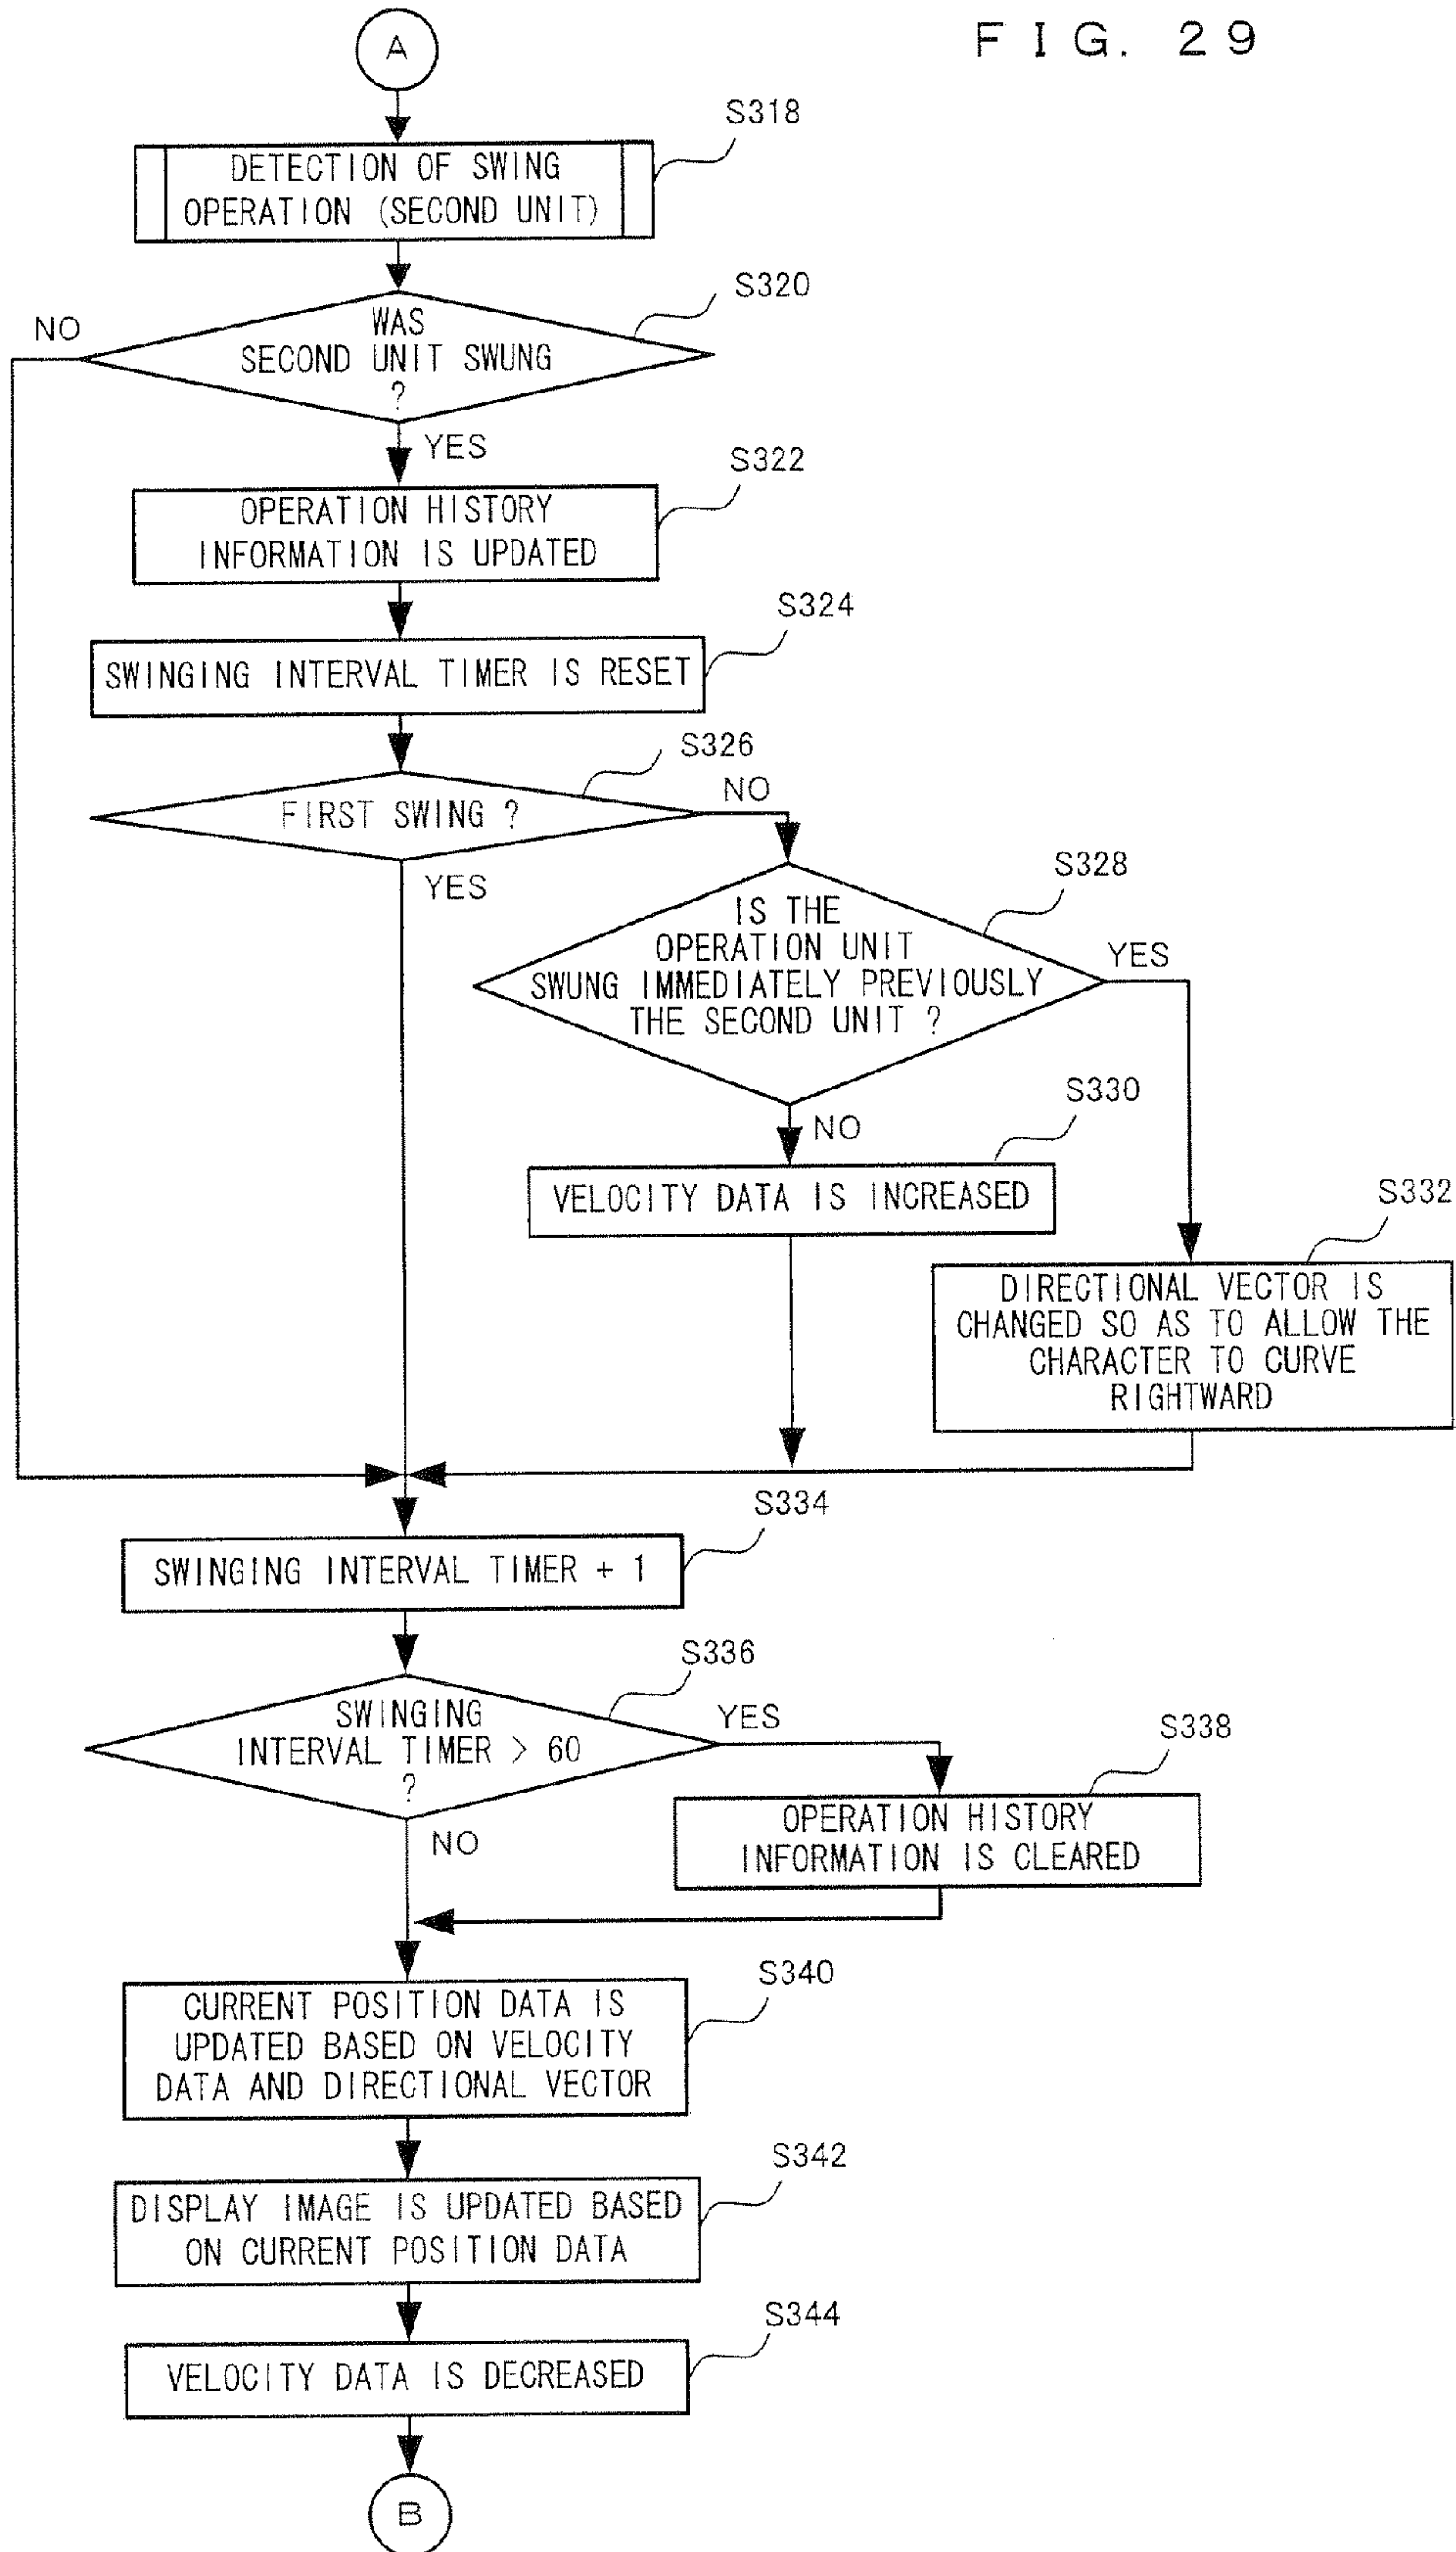 FIG. 29
A
S318
DETECTION OF SWING
OPERATION (SECOND UNIT)
S320
NO
WAS
SECOND UNIT SWUNG
?
YES
S322
OPERATION HISTORY
INFORMATION IS UPDATED
S324
SWINGING INTERVAL TIMER IS RESET
S326
FIRST SWING ?
NO
YES
S328
IS THE
OPERATION UNIT
SWUNG IMMEDIATELY PREVIOUSLY
THE SECOND UNIT ?
YES
NO
S330
VELOCITY DATA IS INCREASED
S332
DIRECTIONAL VECTOR IS
CHANGED SO AS TO ALLOW THE
CHARACTER TO CURVE
RIGHTWARD
S334
SWINGING INTERVAL TIMER + 1
S336
SWINGING
INTERVAL TIMER > 60
?
YES
NO
S338
OPERATION HISTORY
INFORMATION IS CLEARED
S340
CURRENT POSITION DATA IS
UPDATED BASED ON VELOCITY
DATA AND DIRECTIONAL VECTOR
S342
DISPLAY IMAGE IS UPDATED BASED
ON CURRENT POSITION DATA
S344
VELOCITY DATA IS DECREASED
B